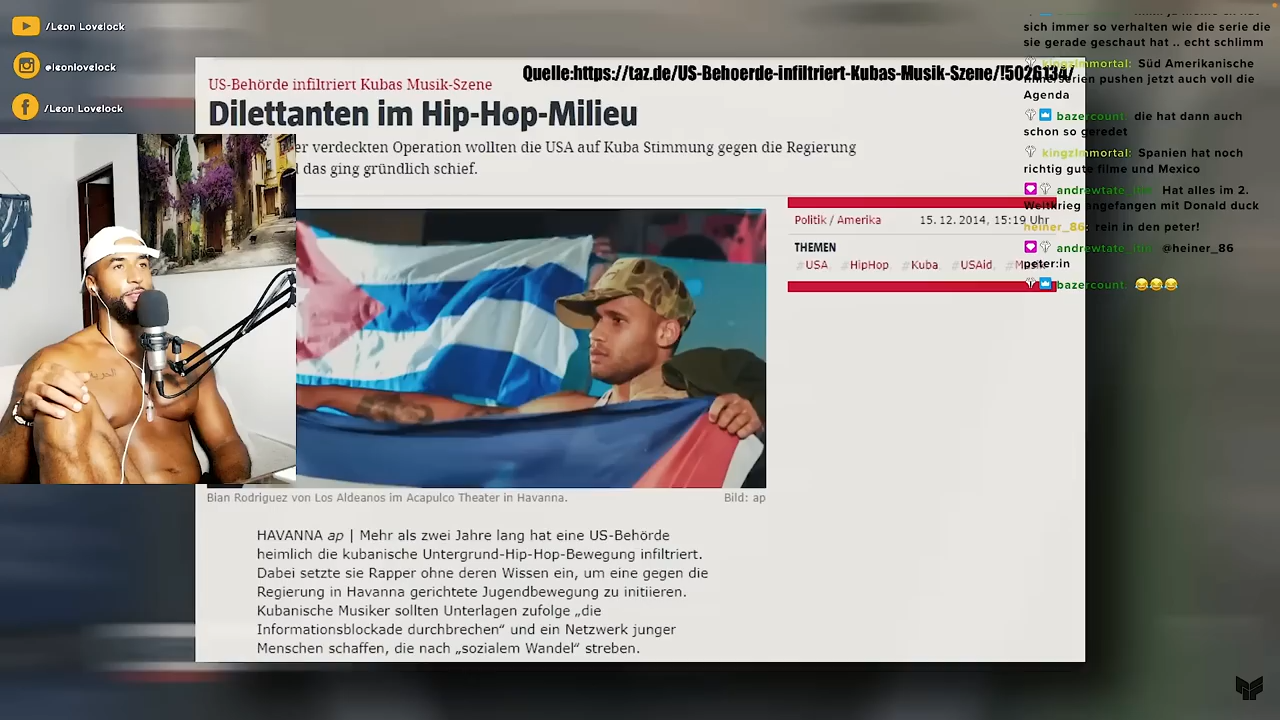 /Leon Lovelock
@leonlovelock
/Leon Lovelock
US-Behörde infiltriert Kubas Musik-Szene
Quelle:https://taz.de/US-Behoerde-infiltriert-Kubas-Musik-Szene/!5026134/
Dilettanten im Hip-Hop-Milieu
er verdeckten Operation wollten die USA auf Kuba Stimmung gegen die Regierung
das ging gründlich schief.
Politik / Amerika 15. 12. 2014, 15:19 Uhr
THEMEN
#USA #HipHop #Kuba #USAid
Bian Rodriguez von Los Aldeanos im Acapulco Theater in Havanna. Bild: ap
HAVANNA ap | Mehr als zwei Jahre lang hat eine US-Behörde
heimlich die kubanische Untergrund-Hip-Hop-Bewegung infiltriert.
Dabei setzte sie Rapper ohne deren Wissen ein, um eine gegen die
Regierung in Havanna gerichtete Jugendbewegung zu initiieren.
Kubanische Musiker sollten Unterlagen zufolge „die
Informationsblockade durchbrechen“ und ein Netzwerk junger
Menschen schaffen, die nach „sozialem Wandel“ streben.
sich immer so verhalten wie die serie die
sie gerade geschaut hat .. echt schlimm
kingzImmortal: Süd Amerikanische
pushen jetzt auch voll die
Agenda
bazercount: die hat dann auch
schon so geredet
kingzImmortal: Spanien hat noch
richtig gute filme und Mexico
Hat alles im 2.
Weltkrieg angefangen mit Donald duck
heiner_86: rein in den peter!
@heiner_86
peter:in
bazercount: 😂😂😂